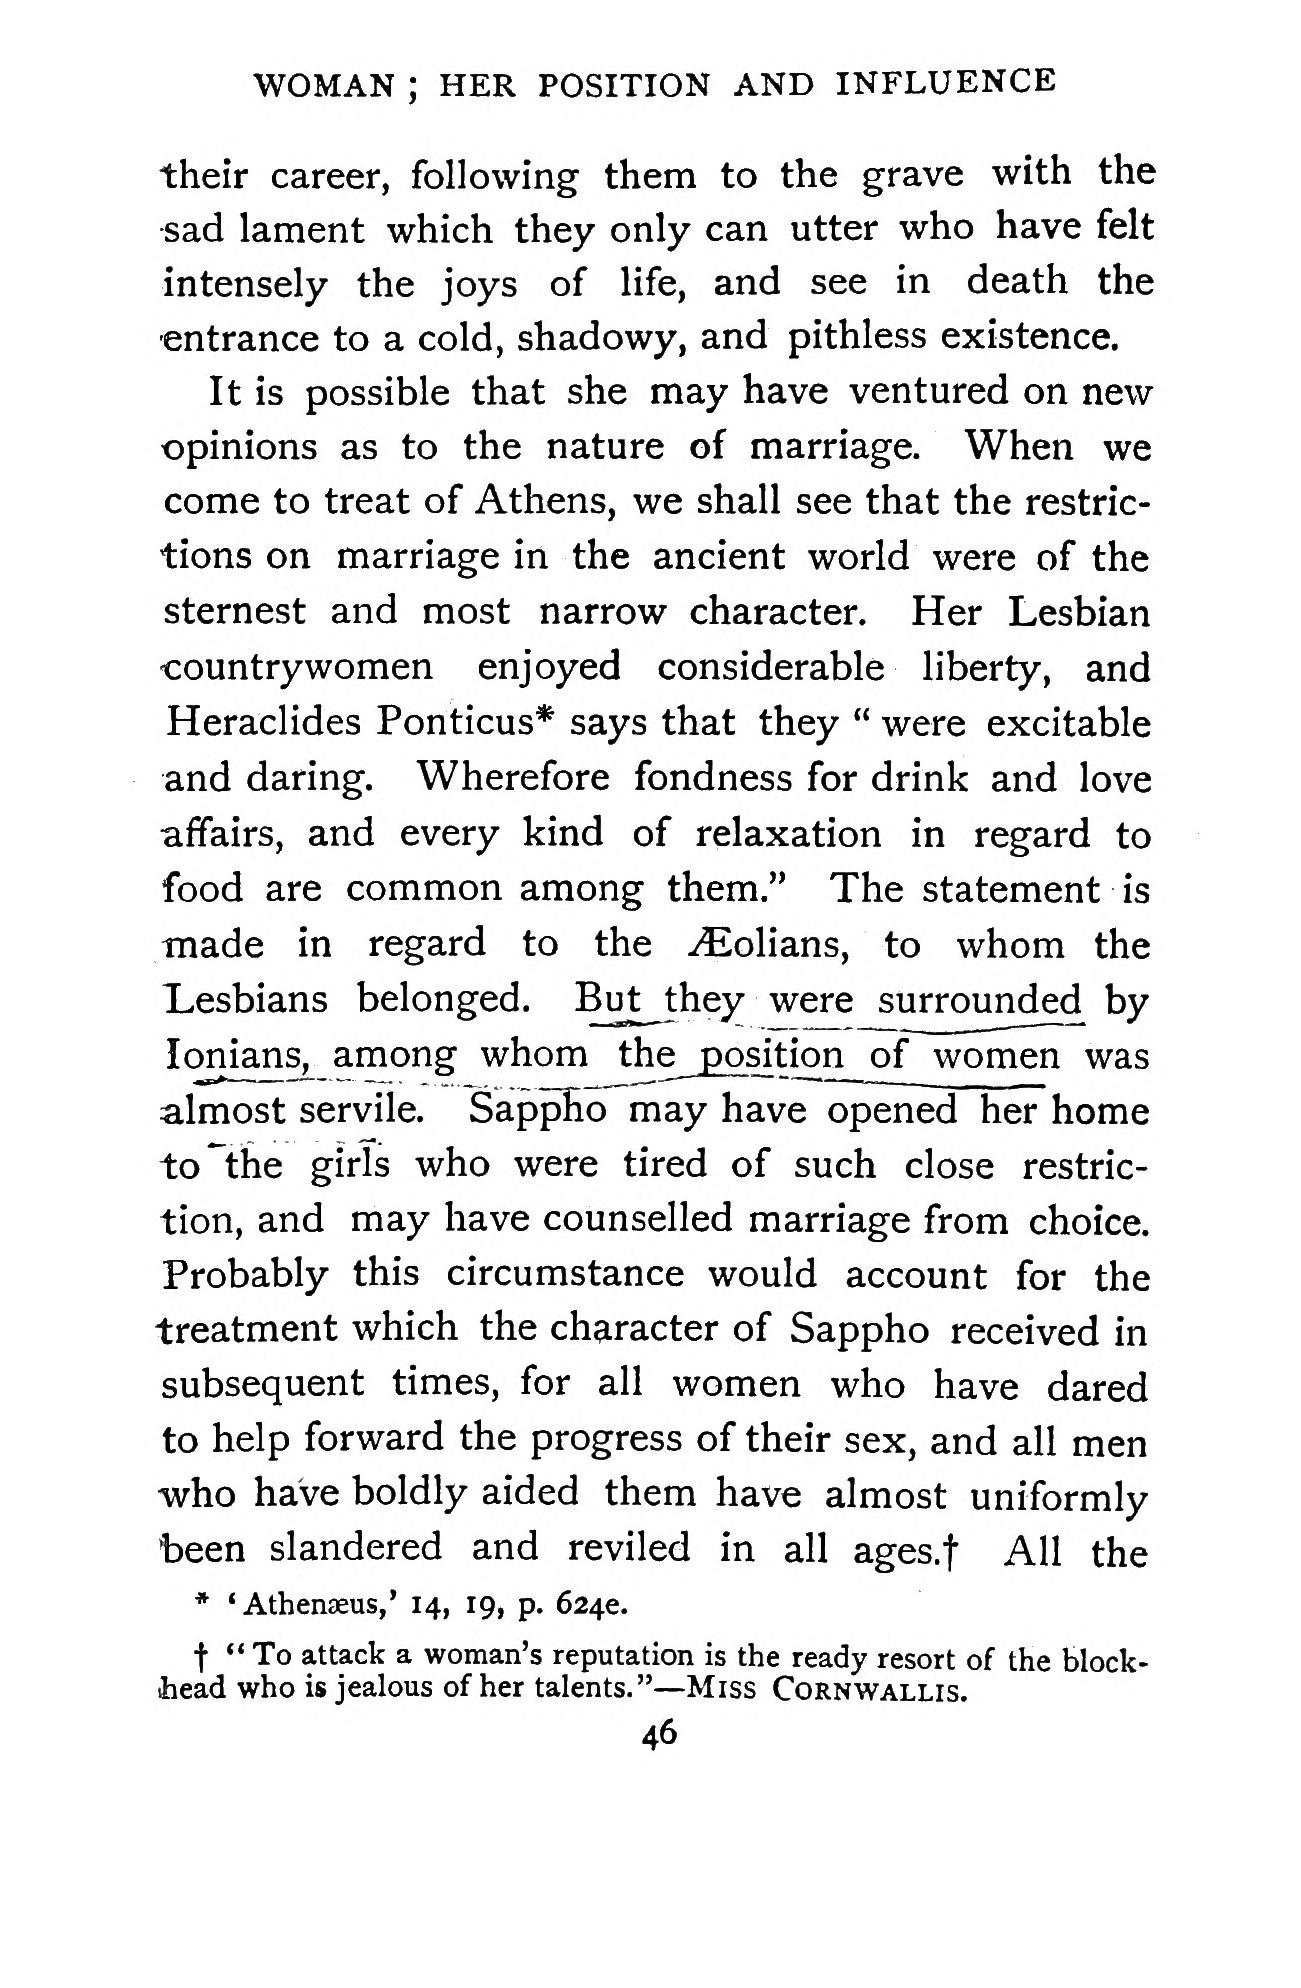 WOMAN ; HER POSITION AND INFLUENCE
their career, following them to the grave with the
sad lament which they only can utter who have felt
intensely the joys of life, and see in death the
entrance to a cold, shadowy, and pithless existence.
It is possible that she may have ventured on new
opinions as to the nature of marriage. When we
come to treat of Athens, we shall see that the restric-
tions on marriage in the ancient world were of the
sternest and most narrow character. Her Lesbian
countrywomen enjoyed considerable liberty, and
Heraclides Ponticus* says that they “ were excitable
and daring. Wherefore fondness for drink and love
affairs, and every kind of relaxation in regard to
food are common among them.” The statement is
made in regard to the Æolians, to whom the
Lesbians belonged. But they were surrounded by
Ionians, among whom the position of women was
almost servile. Sappho may have opened her home
to the girls who were tired of such close restric-
tion, and may have counselled marriage from choice.
Probably this circumstance would account for the
treatment which the character of Sappho received in
subsequent times, for all women who have dared
to help forward the progress of their sex, and all men
who have boldly aided them have almost uniformly
been slandered and reviled in all ages.† All the
* ‘ Athenæus,’ 14, 19, p. 624e.
† “ To attack a woman’s reputation is the ready resort of the block-
head who is jealous of her talents.”—MISS CORNWALLIS.
46